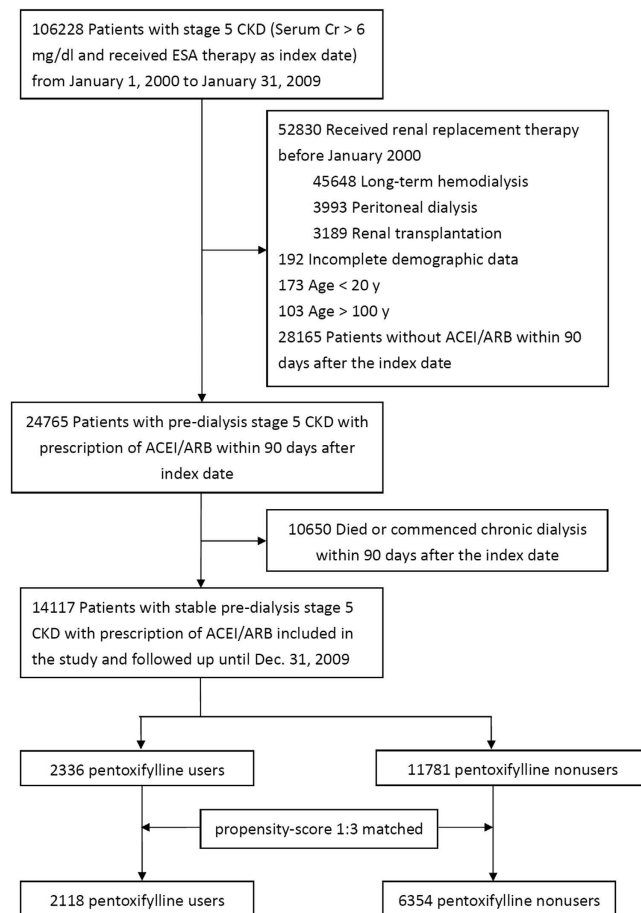 106228 Patients with stage 5 CKD (Serum Cr > 6
mg/dl and received ESA therapy as index date)
from January 1, 2000 to January 31, 2009
52830 Received renal replacement therapy
before January 2000
45648 Long-term hemodialysis
3993 Peritoneal dialysis
3189 Renal transplantation
192 Incomplete demographic data
173 Age < 20 y
103 Age > 100 y
28165 Patients without ACEI/ARB within 90
days after the index date
24765 Patients with pre-dialysis stage 5 CKD with
prescription of ACEI/ARB within 90 days after
index date
10650 Died or commenced chronic dialysis
within 90 days after the index date
14117 Patients with stable pre-dialysis stage 5
CKD with prescription of ACEI/ARB included in
the study and followed up until Dec. 31, 2009
2336 pentoxifylline users
11781 pentoxifylline nonusers
propensity-score 1:3 matched
2118 pentoxifylline users
6354 pentoxifylline nonusers